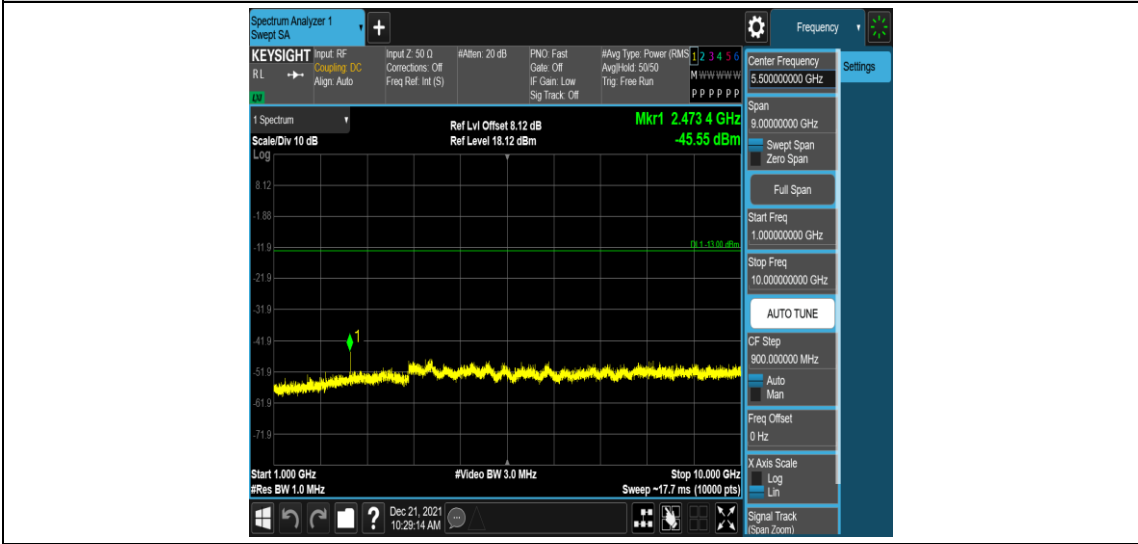 Spectrum Analyzer 1
Swept SA
Frequency
KEYSIGHT
RL
LXI
Input: RF
Coupling: DC
Align: Auto
Input Z: 50 Ω
Corrections: Off
Freq Ref: Int (S)
#Atten: 20 dB
PNO: Fast
Gate: Off
IF Gain: Low
Sig Track: Off
#Avg Type: Power (RMS
Avg|Hold: 50/50
Trig: Free Run
1 2 3 4 5 6
M W W W W W
P P P P P P
1 Spectrum
Scale/Div 10 dB
Log
Ref Lvl Offset 8.12 dB
Ref Level 18.12 dBm
Mkr1 2.473 4 GHz
-45.55 dBm
8.12
-1.88
-11.9
DL1 -13.00 dBm
-21.9
-31.9
-41.9
1
-51.9
-61.9
-71.9
Start 1.000 GHz
#Video BW 3.0 MHz
Stop 10.000 GHz
#Res BW 1.0 MHz
Sweep ~17.7 ms (10000 pts)
?
Dec 21, 2021
10:29:14 AM
Center Frequency
5.500000000 GHz
Settings
Span
9.00000000 GHz
Swept Span
Zero Span
Full Span
Start Freq
1.000000000 GHz
Stop Freq
10.000000000 GHz
AUTO TUNE
CF Step
900.000000 MHz
Auto
Man
Freq Offset
0 Hz
X Axis Scale
Log
Lin
Signal Track
(Span Zoom)